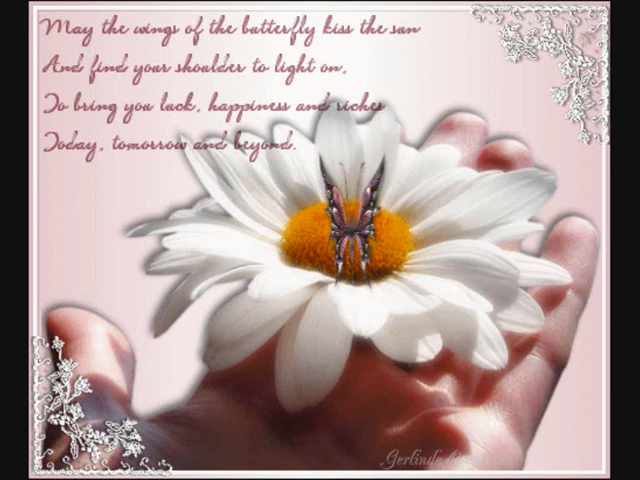 May the wings of the butterfly kiss the sun
And find your shoulder to light on,
To bring you luck, happiness and riches
Today, tomorrow and beyond.
Gerlinde